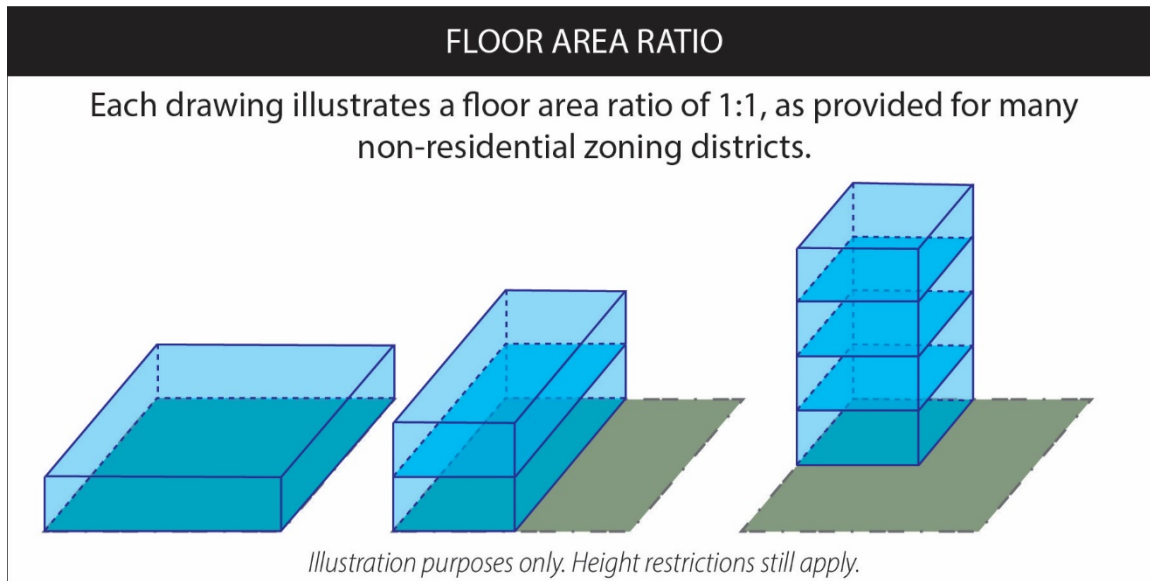 FLOOR AREA RATIO
Each drawing illustrates a floor area ratio of 1:1, as provided for many
non-residential zoning districts.
Illustration purposes only. Height restrictions still apply.